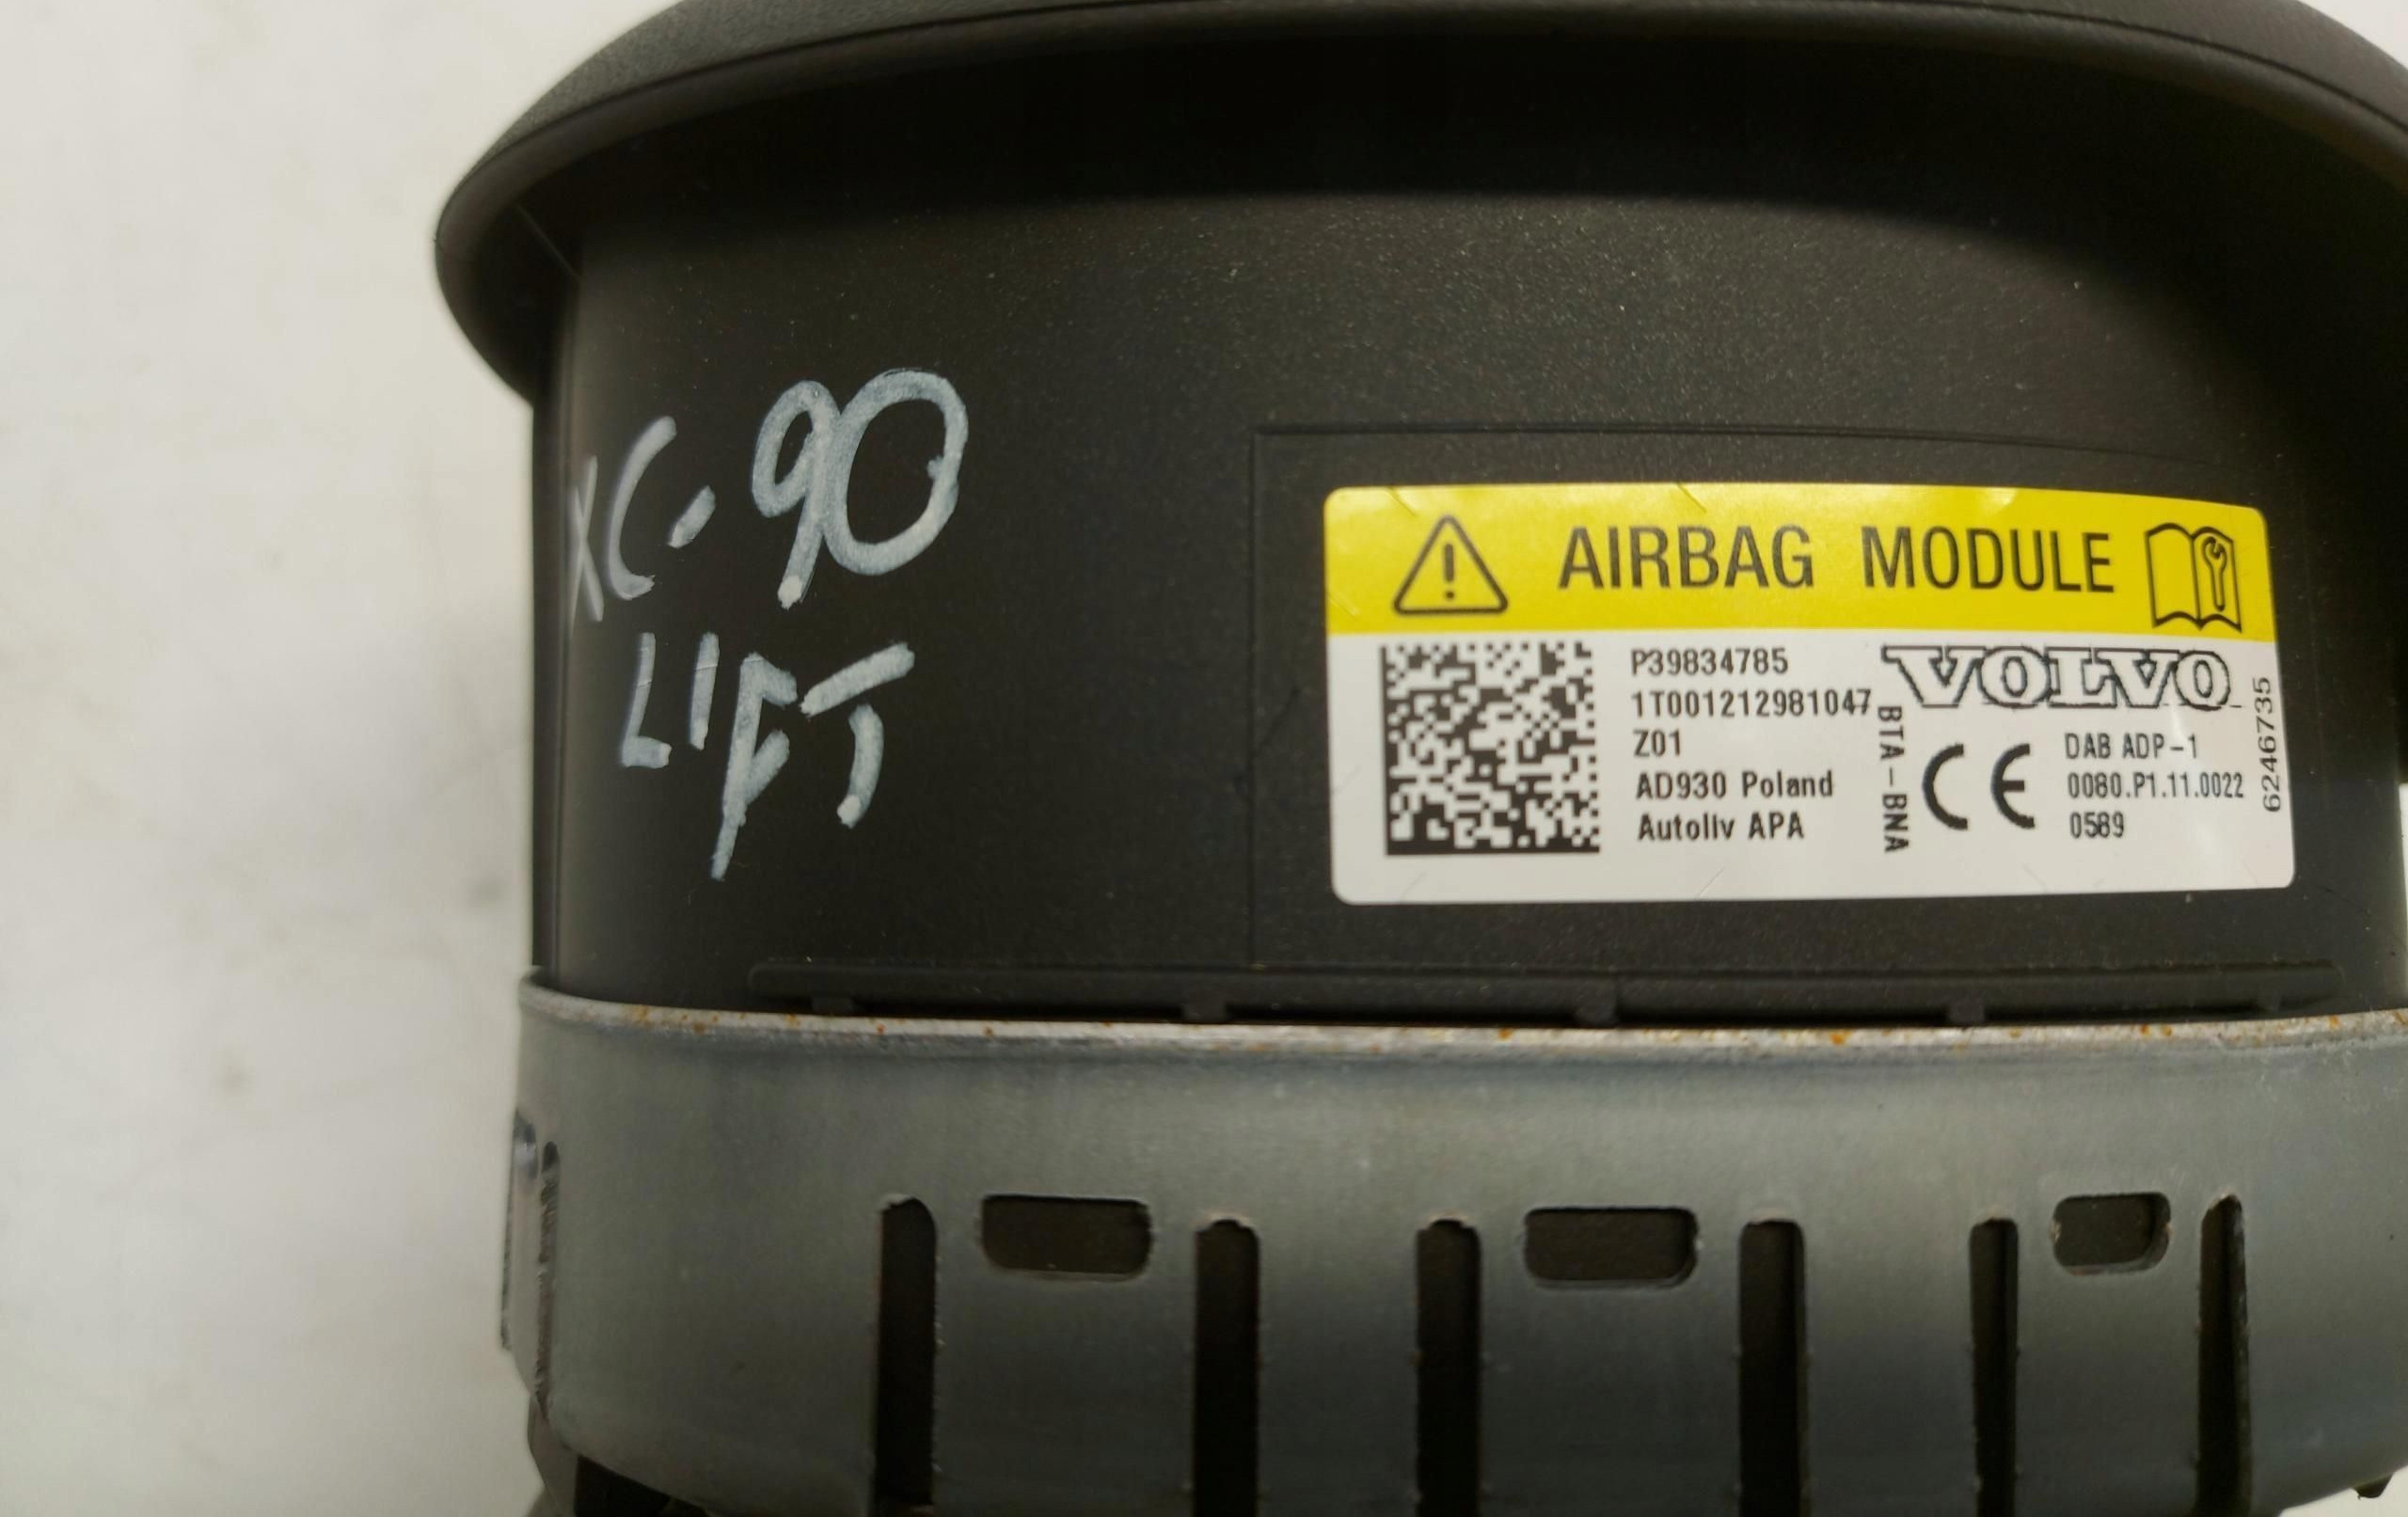 XC-90
LIFT
AIRBAG MODULE
P39834785
1T001212981047
Z01
AD930 Poland
Autoliv APA
BTA-BNA
VOLVO
CE
DAB ADP-1
0080.P1.11.0022
0589
6246735